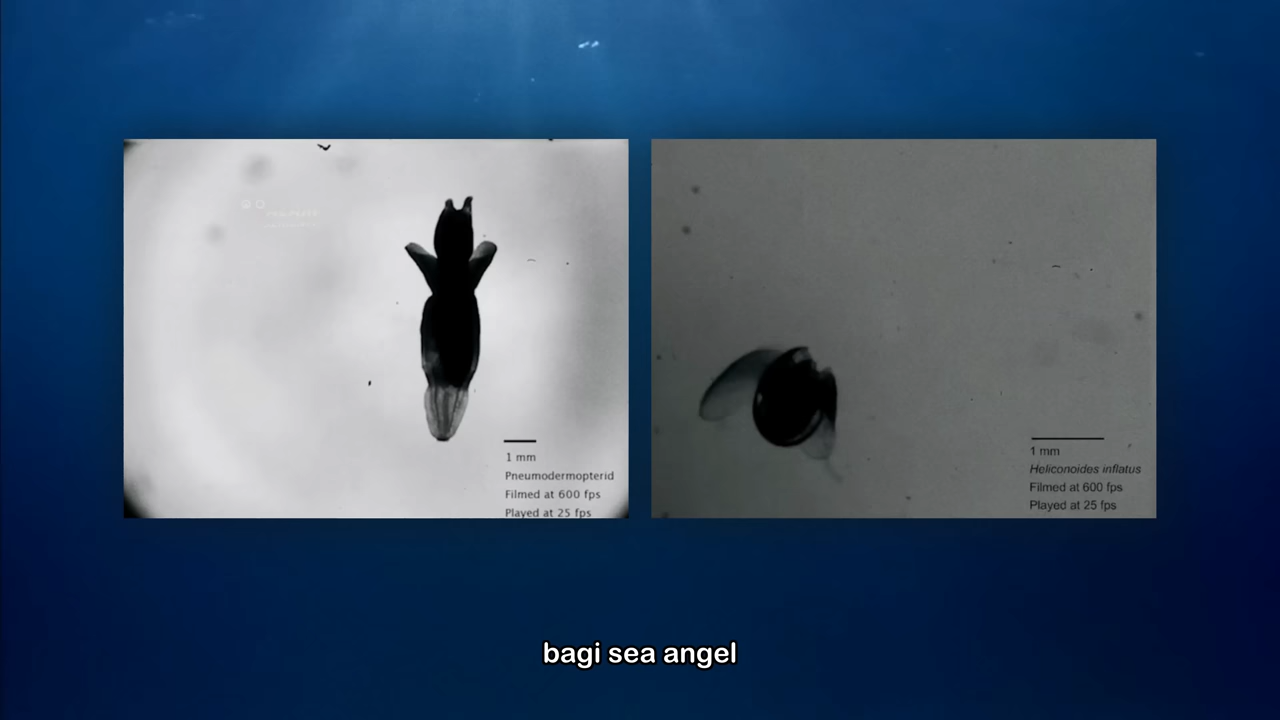 1 mm
Pneumodermopterid
Filmed at 600 fps
Played at 25 fps
1 mm
Heliconoides inflatus
Filmed at 600 fps
Played at 25 fps
bagi sea angel